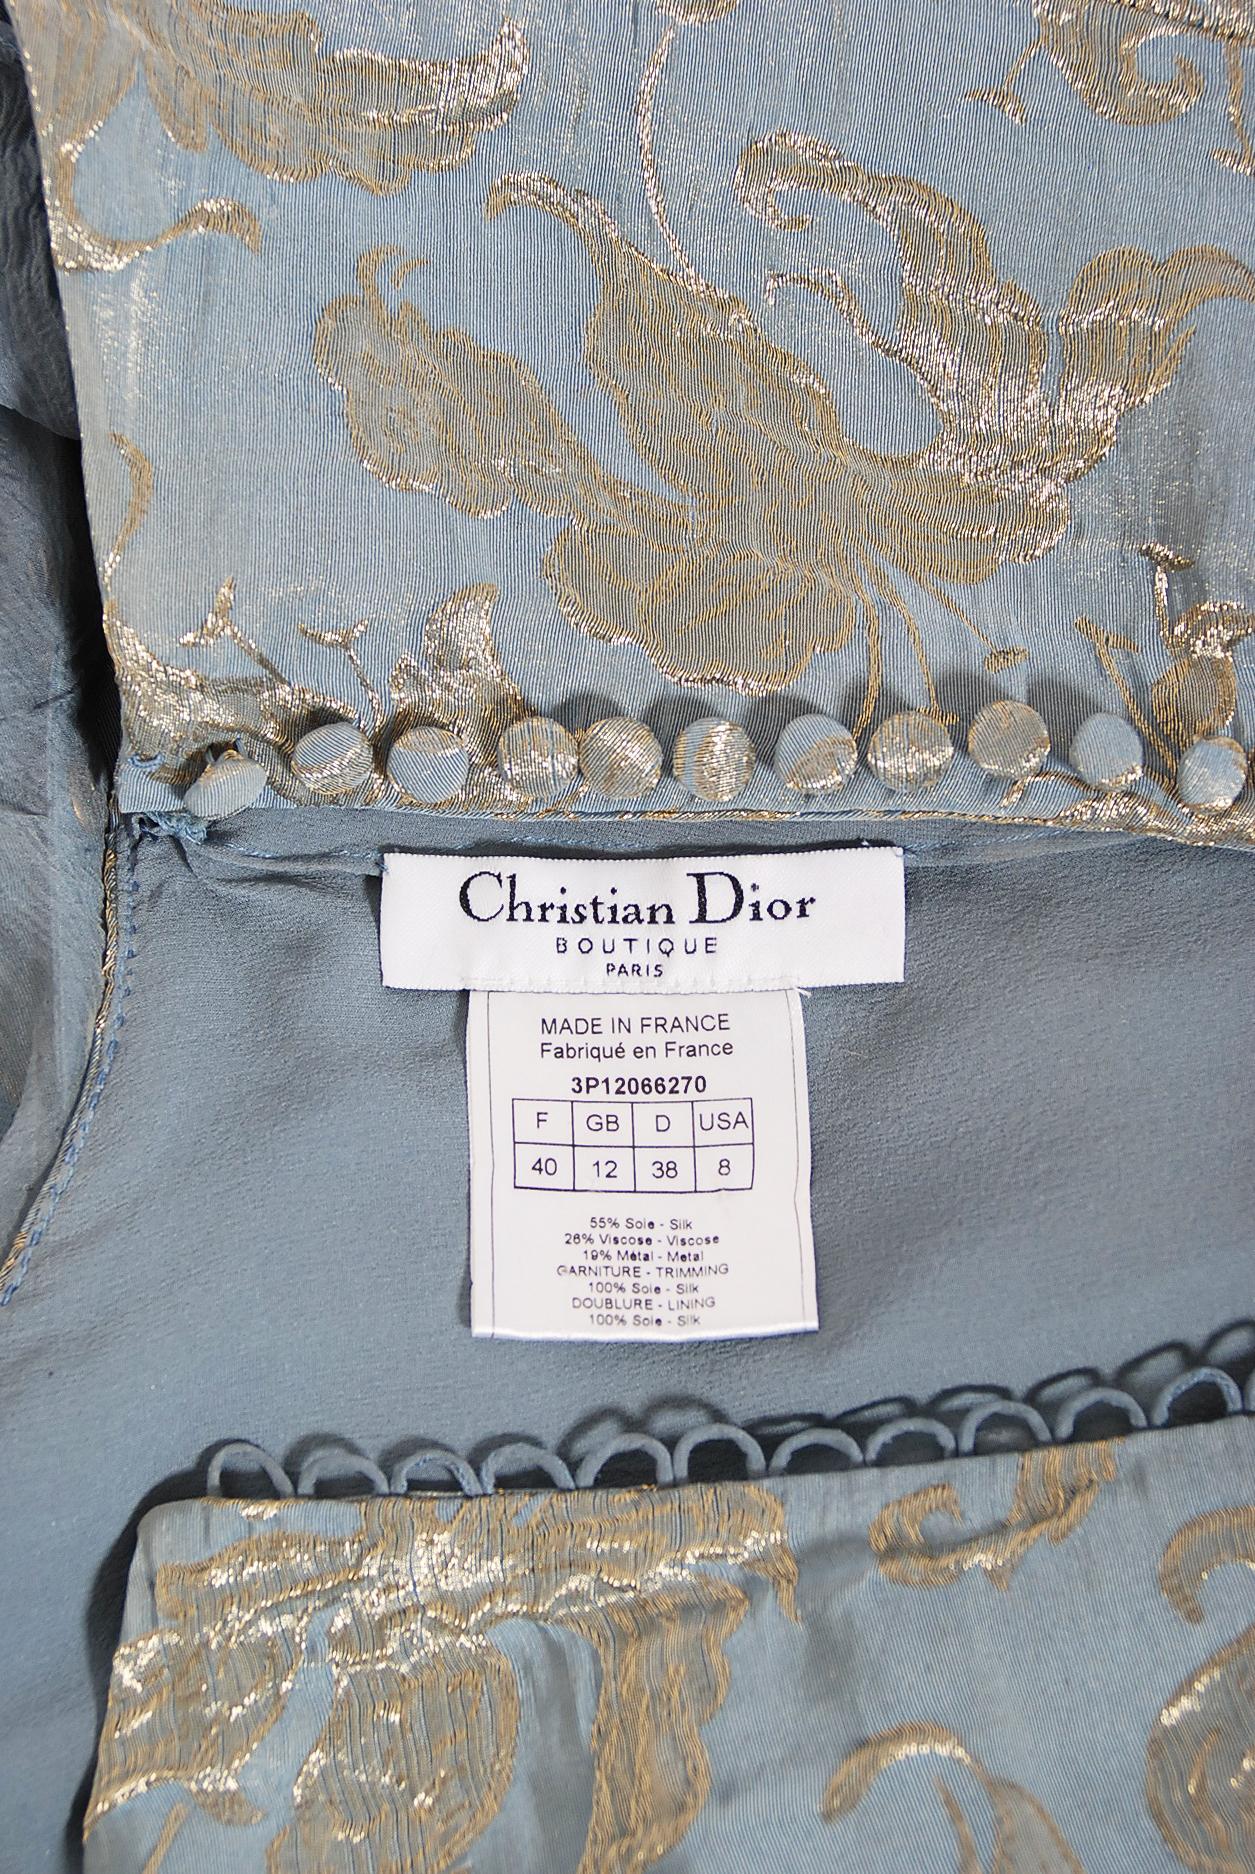 Christian Dior
BOUTIQUE
PARIS
MADE IN FRANCE
Fabriqué en France
3P12066270
F GB D USA
40 12 38 8
55% Soie - Silk
26% Viscose - Viscose
19% Métal - Metal
GARNITURE - TRIMMING
100% Soie - Silk
DOUBLURE - LINING
100% Soie - Silk